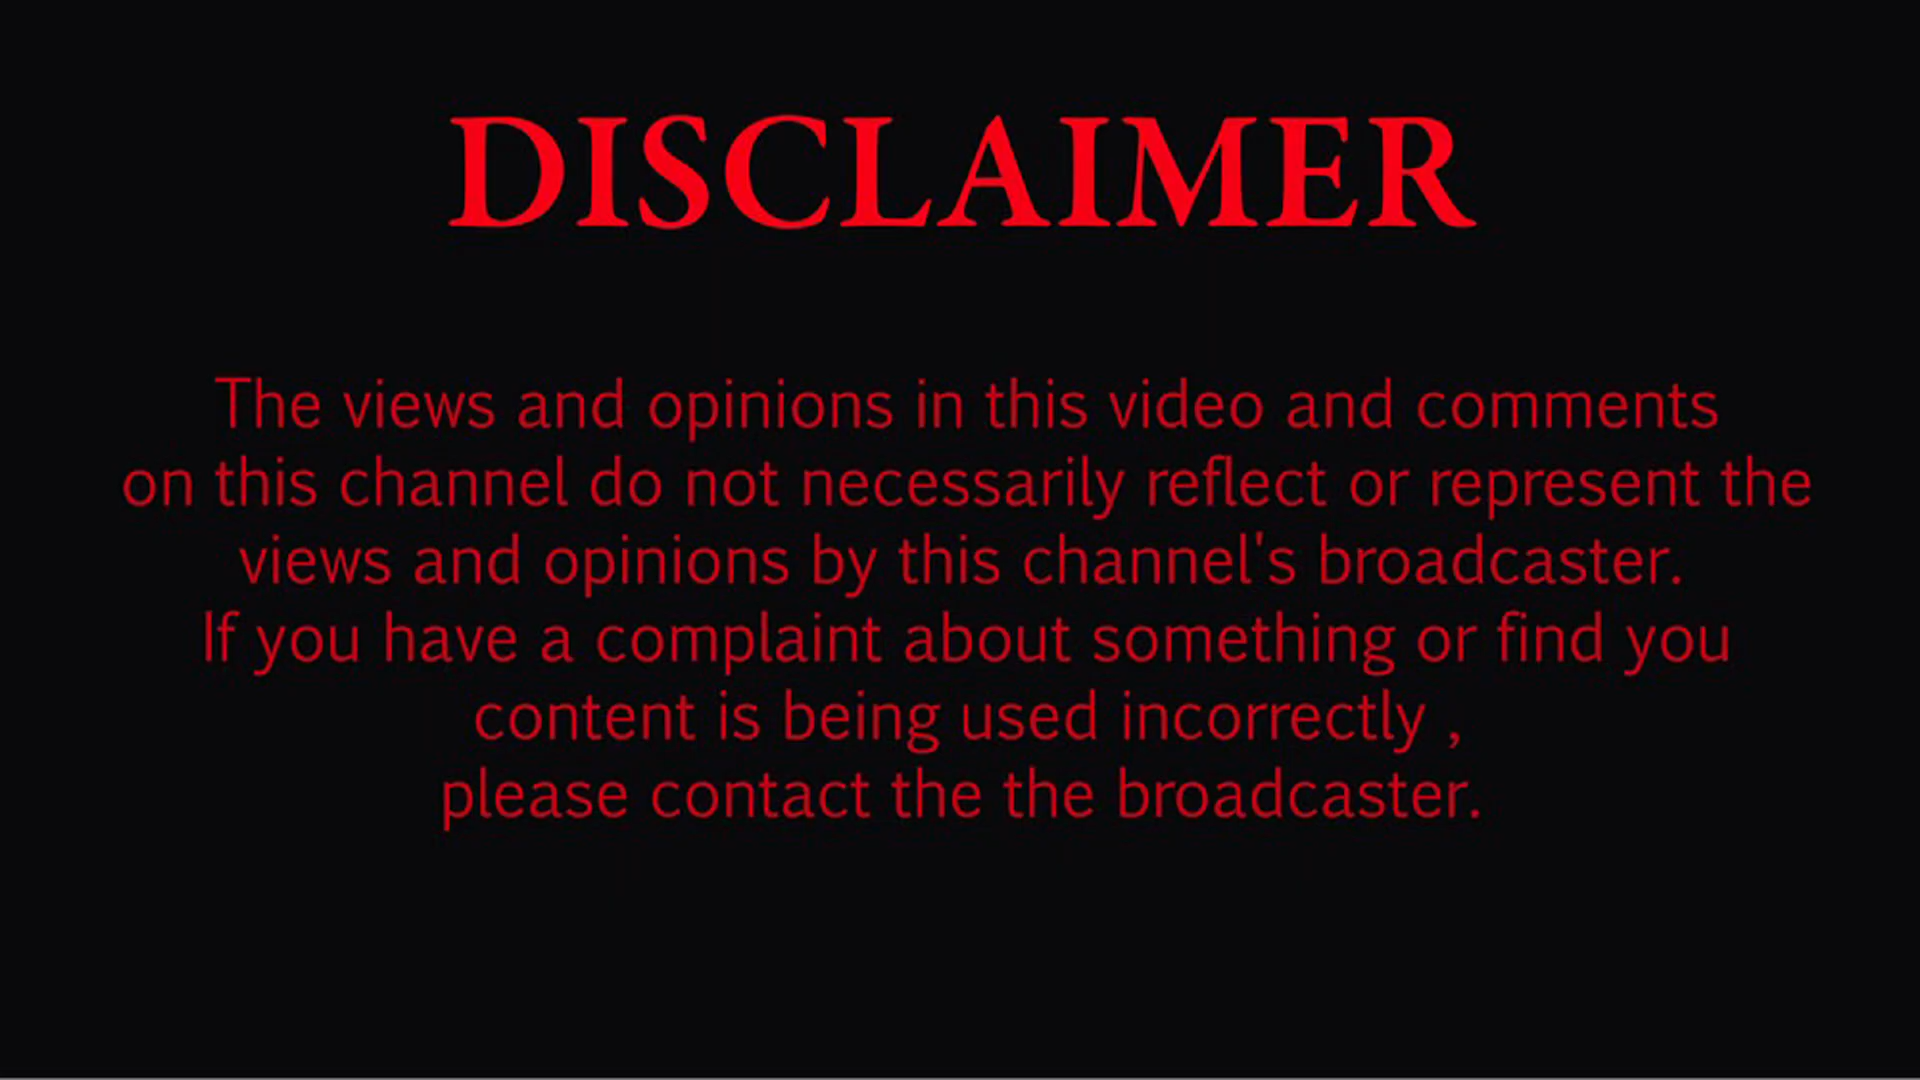 DISCLAIMER
The views and opinions in this video and comments
on this channel do not necessarily reflect or represent the
views and opinions by this channel's broadcaster.
If you have a complaint about something or find you
content is being used incorrectly ,
please contact the the broadcaster.